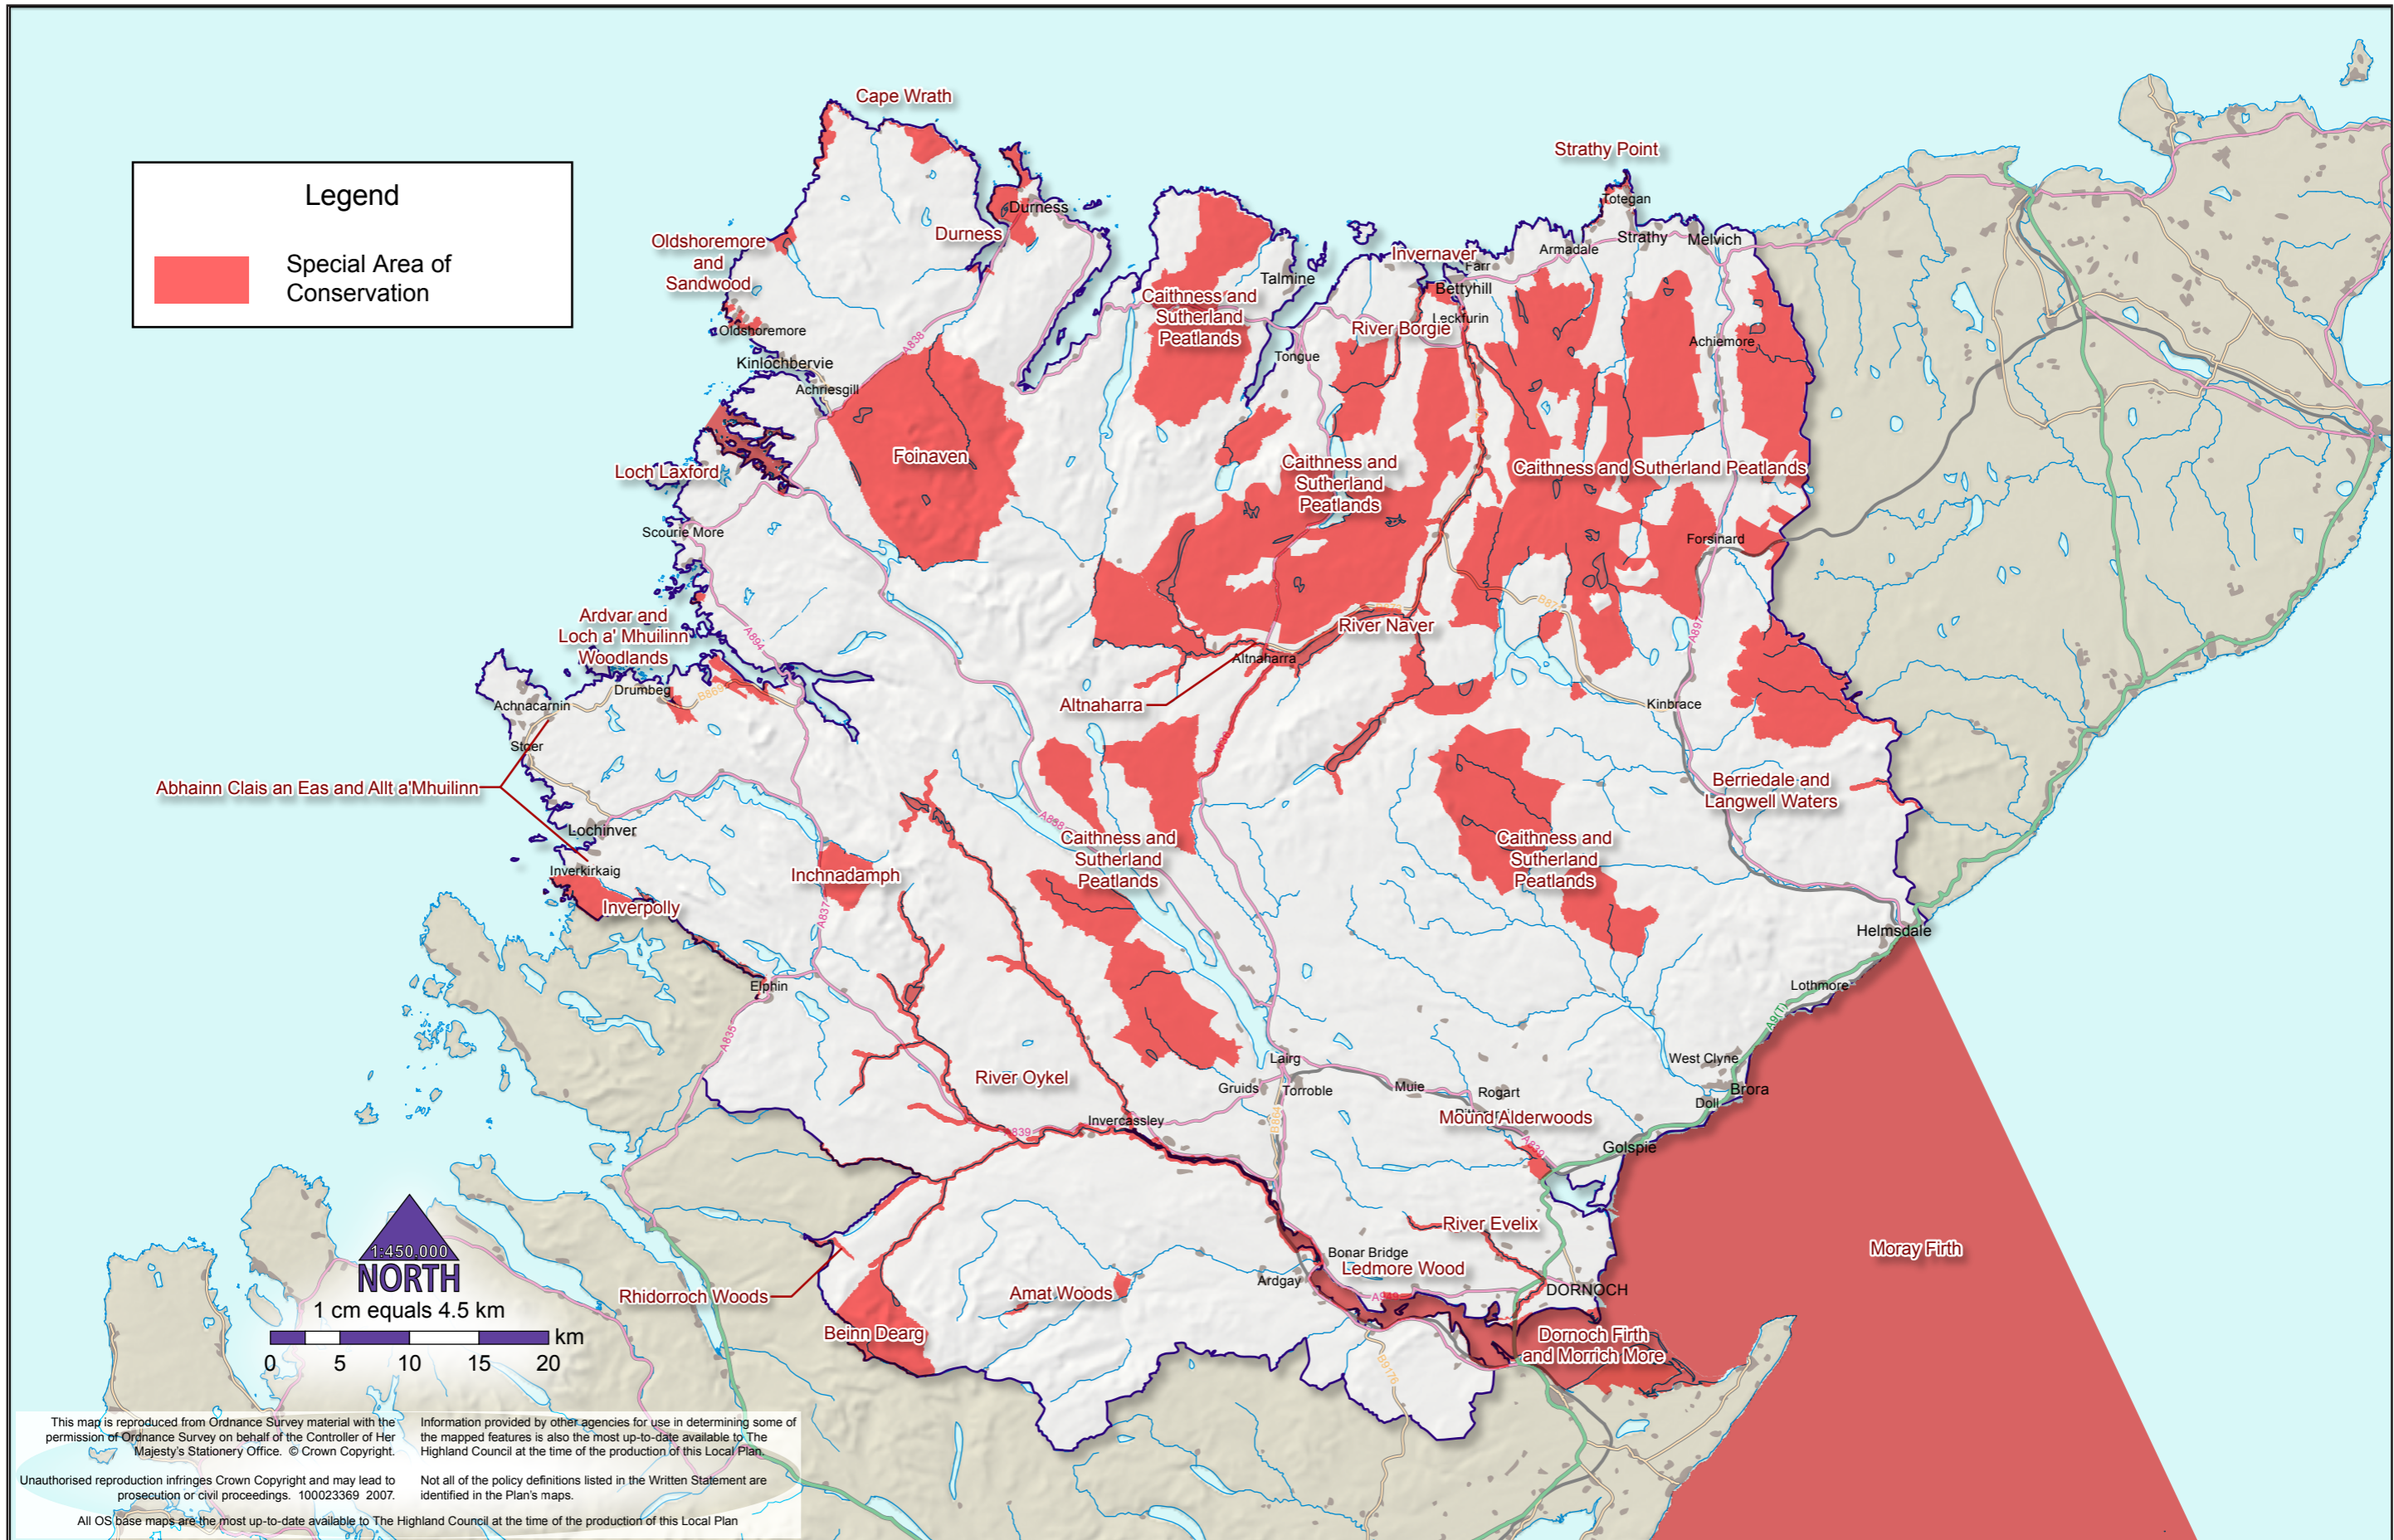 Cape Wrath
Strathy Point
Legend
Special Area of
Conservation
Totegan
Durness
Durness
Oldshoremore
and
Sandwood
Strathy
Melvich
Armadale
Invernaver
Farr
Talmine
Bettyhill
Caithness and
Sutherland
Peatlands
Leckfurin
River Borgie
Oldshoremore
A838
Achiemore
Tongue
Kinlochbervie
Achriesgill
Foinaven
Loch Laxford
Caithness and
Sutherland
Peatlands
Caithness and Sutherland Peatlands
Scourie More
Forsinard
Ardvar and
Loch a' Mhuilinn
Woodlands
A894
River Naver
A897
Altnaharra
Drumbeg
B869
Achnacarnin
Altnaharra
Kinbrace
Stoer
Abhainn Clais an Eas and Allt a'Mhuilinn
Berriedale and
Langwell Waters
A838
Lochinver
Caithness and
Sutherland
Peatlands
Caithness and
Sutherland
Peatlands
Inverkirkaig
Inchnadamph
Inverpolly
A837
Helmsdale
Elphin
Lothmore
A9(T)
A835
Lairg
West Clyne
River Oykel
Gruids
Torroble
Muie
Rogart
Brora
Doll
B864
Mound Alderwoods
Invercassley
A839
A839
Golspie
River Evelix
Moray Firth
Bonar Bridge
Ledmore Wood
Ardgay
1:450,000
NORTH
Rhidorroch Woods
Amat Woods
A949
DORNOCH
1 cm equals 4.5 km
km
0 5 10 15 20
Beinn Dearg
Dornoch Firth
and Morrich More
B9176
This map is reproduced from Ordnance Survey material with the
permission of Ordnance Survey on behalf of the Controller of Her
Majesty's Stationery Office. © Crown Copyright.
Unauthorised reproduction infringes Crown Copyright and may lead to
prosecution or civil proceedings. 100023369 2007.
Information provided by other agencies for use in determining some of
the mapped features is also the most up-to-date available to The
Highland Council at the time of the production of this Local Plan.
Not all of the policy definitions listed in the Written Statement are
identified in the Plan's maps.
All OS base maps are the most up-to-date available to The Highland Council at the time of the production of this Local Plan